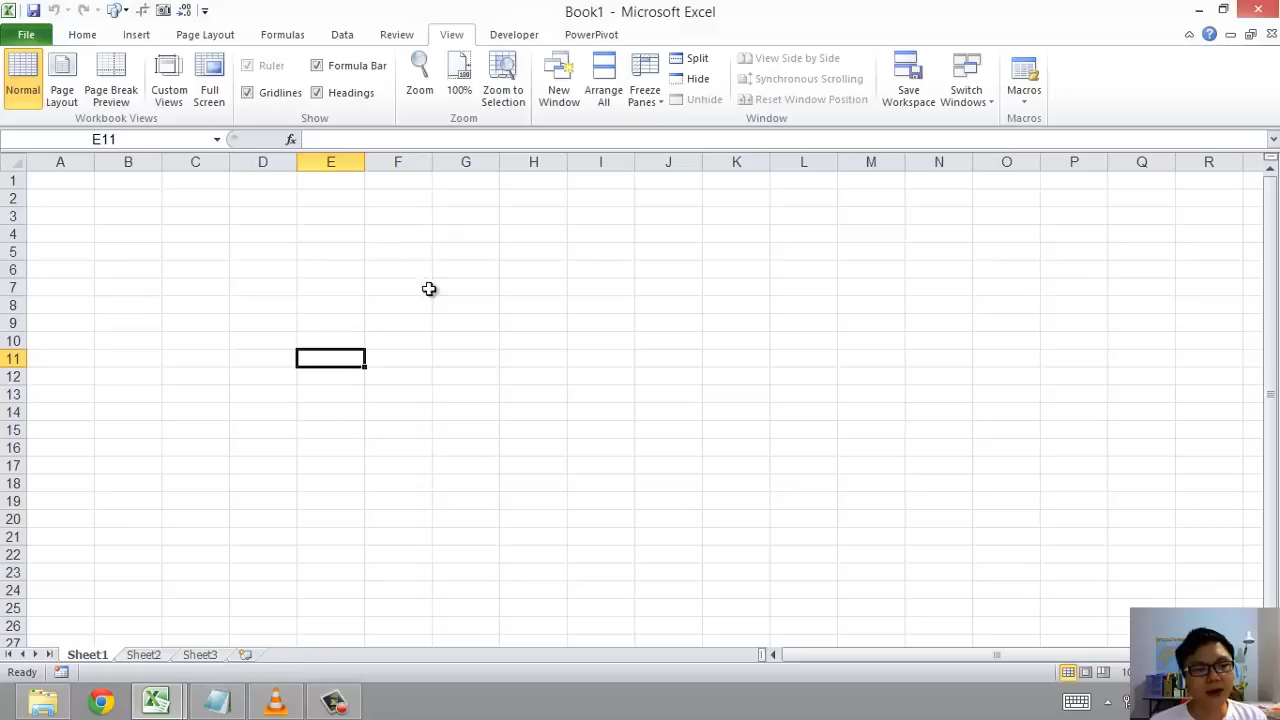 Book1 - Microsoft Excel
File Home Insert Page Layout Formulas Data Review View Developer PowerPivot
Normal
Page Layout
Page Break Preview
Custom Views
Full Screen
Workbook Views
Ruler
Formula Bar
Gridlines
Headings
Show
Zoom
100%
Zoom to Selection
Zoom
New Window
Arrange All
Freeze Panes
Split
Hide
Unhide
View Side by Side
Synchronous Scrolling
Reset Window Position
Window
Save Workspace
Switch Windows
Macros
Macros
E11
fx
A B C D E F G H I J K L M N O P Q R
1
2
3
4
5
6
7
8
9
10
11
12
13
14
15
16
17
18
19
20
21
22
23
24
25
26
27
Sheet1 Sheet2 Sheet3
Ready